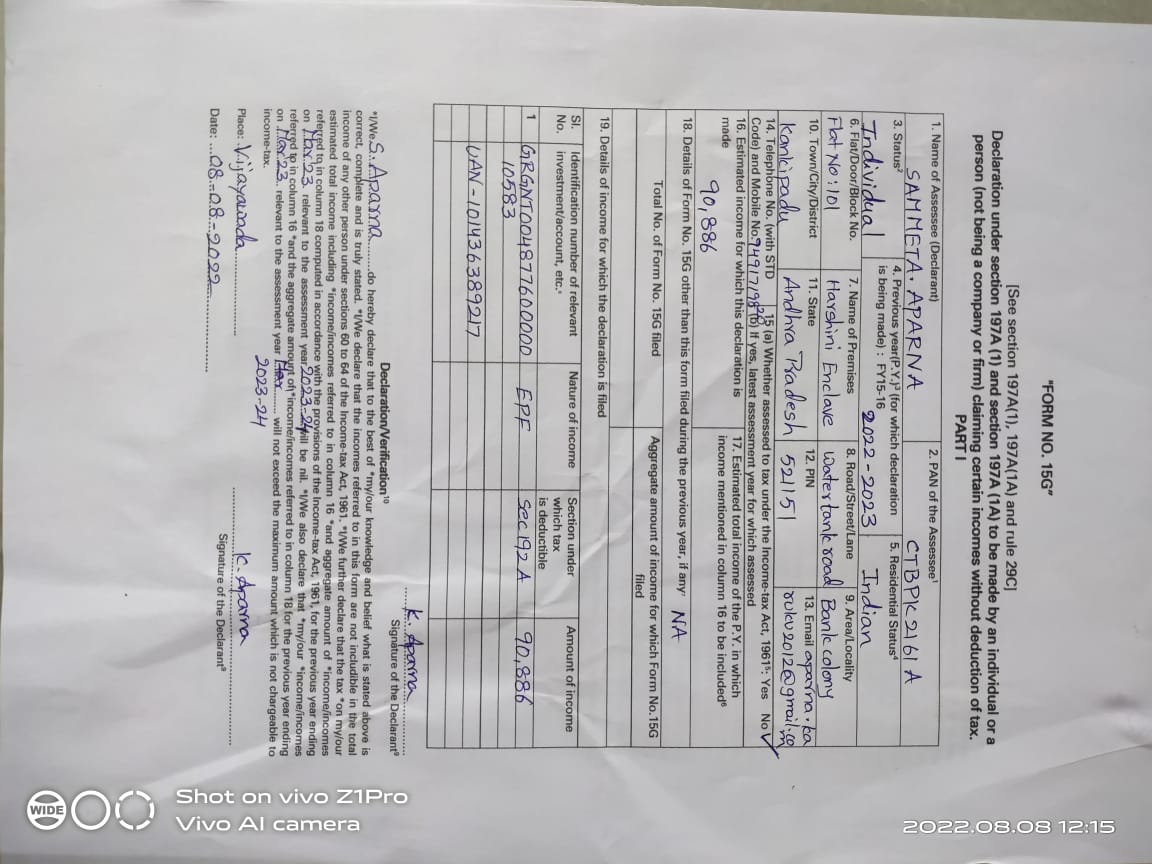 "FORM NO. 15G"
[See section 197A(1), 197A(1A) and rule 29C]
Declaration under section 197A (1) and section 197A (1A) to be made by an individual or a
person (not being a company or firm) claiming certain incomes without deduction of tax.
PART I
1. Name of Assessee (Declarant)
SAMMETA. APARNA
2. PAN of the Assessee¹
CTBPK2161A
3. Status²
Individual
4. Previous year(P.Y.)³ (for which declaration
is being made) : FY15-16
2022-2023
5. Residential Status⁴
Indian
6. Flat/Door/Block No.
Flat No:101
7. Name of Premises
Harshini Enclave
8. Road/Street/Lane
Watertank road
9. Area/Locality
Bank colony
10. Town/City/District
Kankipadu
11. State
Andhra Pradesh
12. PIN
521151
13. Email aparna.ka
ruku2012@gmail.co
m
14. Telephone No. (with STD
Code) and Mobile No.
15 (a) Whether assessed to tax under the Income-tax Act, 1961⁵: Yes No✓
(b) If yes, latest assessment year for which assessed
16. Estimated income for which this declaration is
made
90,886
17. Estimated total income of the P.Y. in which
income mentioned in column 16 to be included⁶
18. Details of Form No. 15G other than this form filed during the previous year, if any⁷ NA
Total No. of Form No. 15G filed
Aggregate amount of income for which Form No.15G
filed
19. Details of income for which the declaration is filed
Sl.
No.
Identification number of relevant
investment/account, etc.⁸
Nature of income
Section under
which tax
is deductible
Amount of income
1 GRGNT004877600000 EPF Sec 192 A 90,886
10583
UAN-101436389217
K. Aparna
Signature of the Declarant⁹
Declaration/Verification¹⁰
*I/We S. Aparna do hereby declare that to the best of *my/our knowledge and belief what is stated above is
correct, complete and is truly stated. *I/We declare that the incomes referred to in this form are not includible in the total
income of any other person under sections 60 to 64 of the Income-tax Act, 1961. *I/We further declare that the tax *on my/our
estimated total income including *income/incomes referred to in column 16 *and aggregate amount of *income/incomes
referred to in column 18 computed in accordance with the provisions of the Income-tax Act, 1961, for the previous year ending
on Mar'23 relevant to the assessment year 2023-24 will be nil. *I/We also declare that *my/our *income/incomes
referred to in column 16 *and the aggregate amount of *income/incomes referred to in column 18 for the previous year ending
on Mar'23.. relevant to the assessment year Mar........ will not exceed the maximum amount which is not chargeable to
income-tax.
2023-24
Place: Vijayawada
Date: ...08-08-2022
K. Aparna
Signature of the Declarant⁹
2022.08.08 12:15
Shot on vivo Z1Pro
Vivo AI camera
WIDE